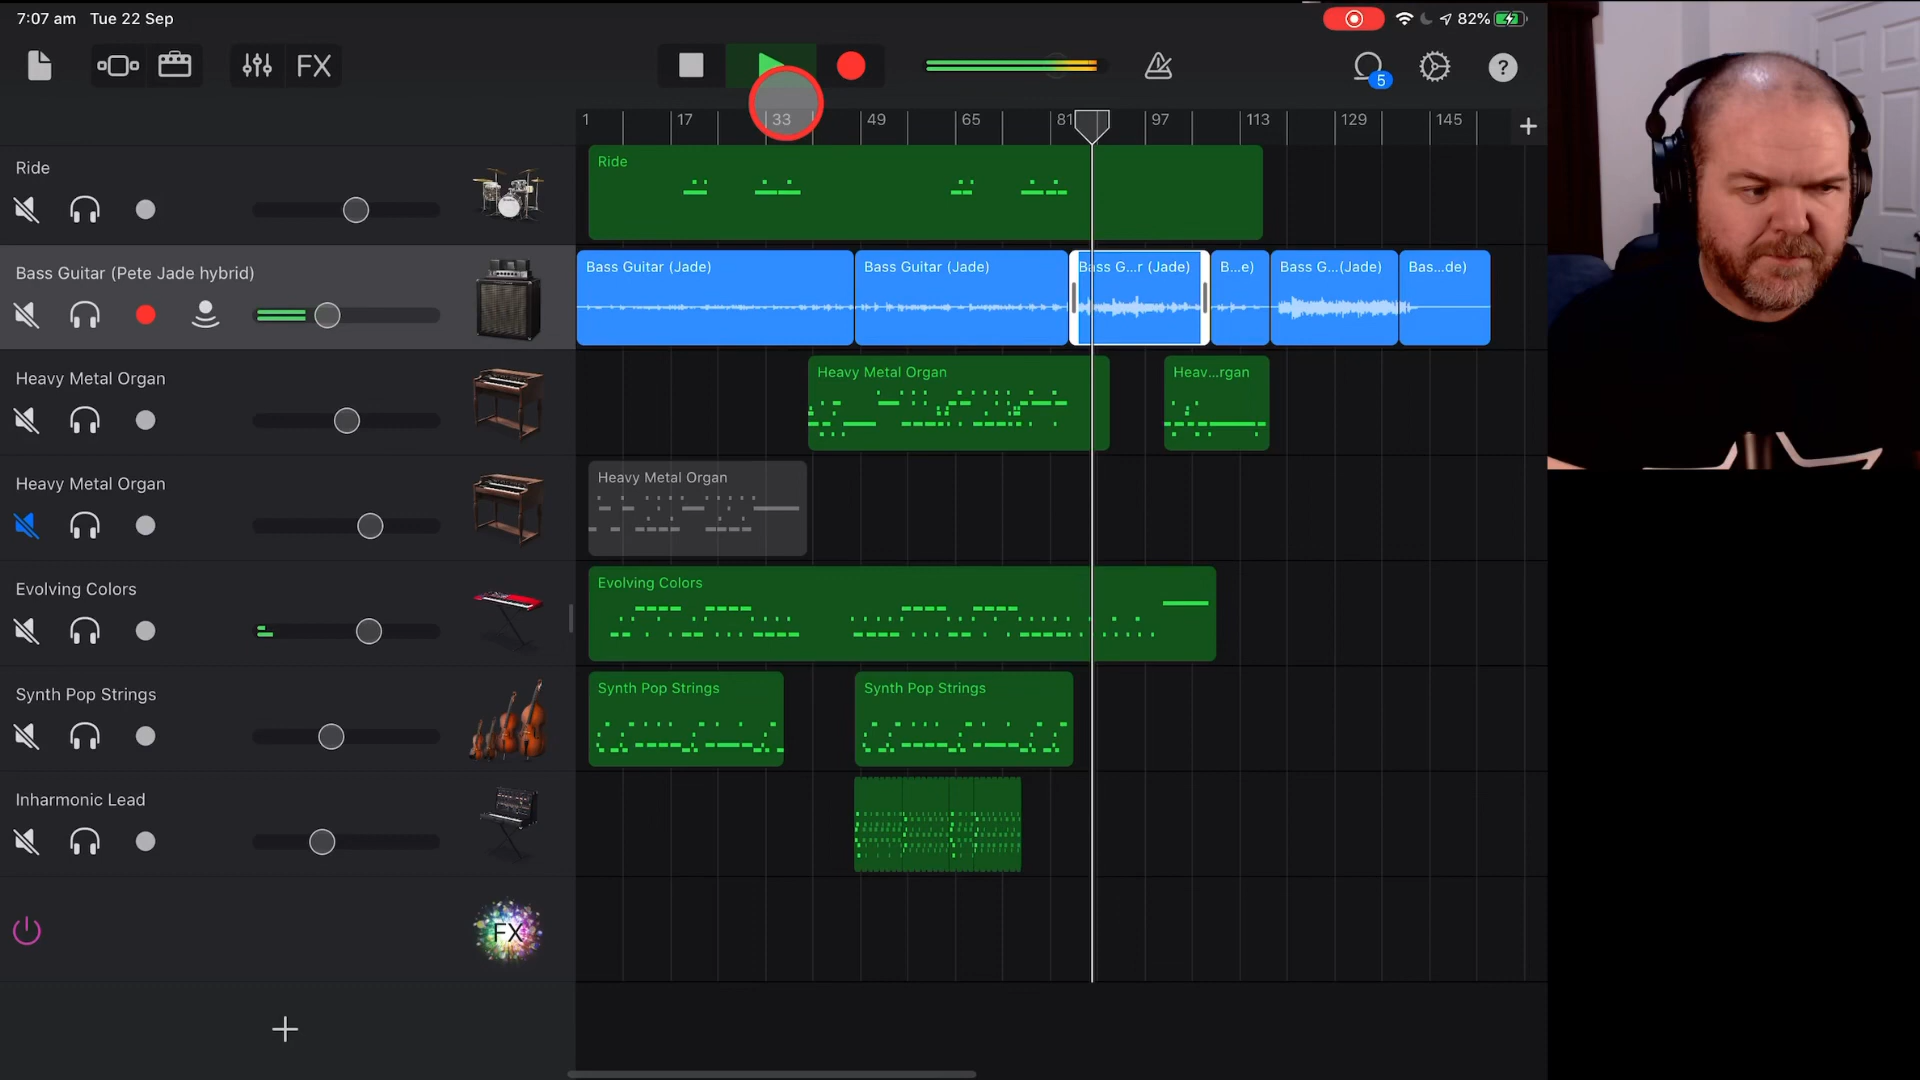 7:07 am Tue 22 Sep
82%
FX
5
?
1 17 33 49 65 81 97 113 129 145
Ride
Ride
Bass Guitar (Pete Jade hybrid)
Bass Guitar (Jade)
Bass Guitar (Jade)
Bass G...r (Jade)
B...e)
Bass G...(Jade)
Bas...de)
Heavy Metal Organ
Heavy Metal Organ
Heav...rgan
Heavy Metal Organ
Heavy Metal Organ
Evolving Colors
Evolving Colors
Synth Pop Strings
Synth Pop Strings
Synth Pop Strings
Inharmonic Lead
FX